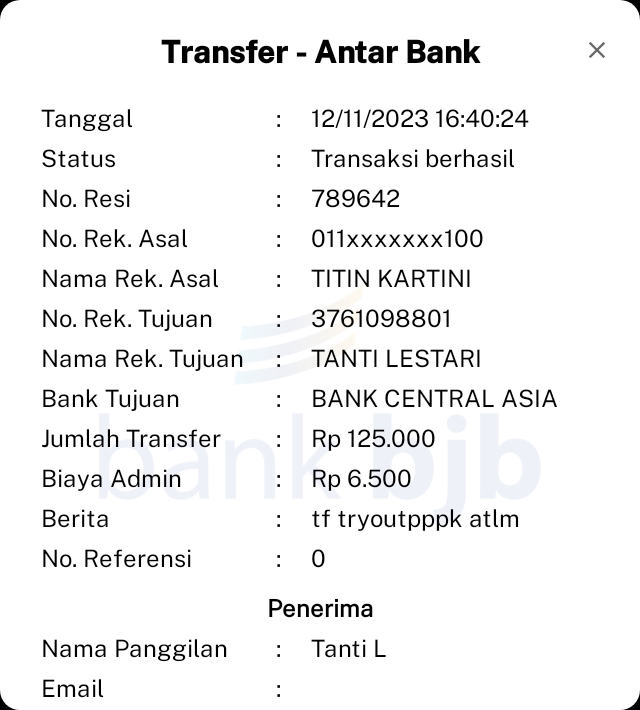 Transfer - Antar Bank
Tanggal : 12/11/2023 16:40:24
Status : Transaksi berhasil
No. Resi : 789642
No. Rek. Asal : 011xxxxxxx100
Nama Rek. Asal : TITIN KARTINI
No. Rek. Tujuan : 3761098801
Nama Rek. Tujuan : TANTI LESTARI
Bank Tujuan : BANK CENTRAL ASIA
Jumlah Transfer : Rp 125.000
Biaya Admin : Rp 6.500
Berita : tf tryoutpppk atlm
No. Referensi : 0
Penerima
Nama Panggilan : Tanti L
Email :
bank bjb